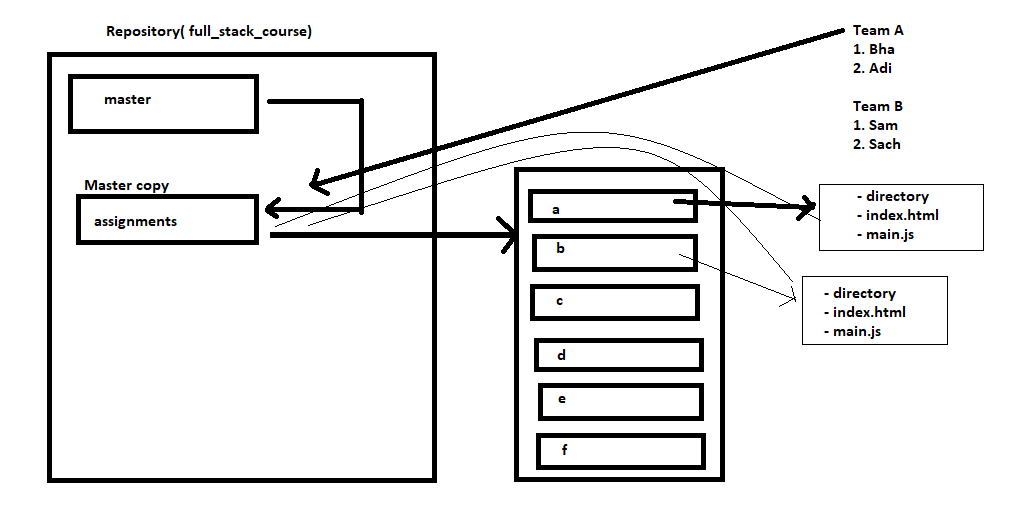 Repository( full_stack_course)
master
Master copy
assignments
Team A
1. Bha
2. Adi
Team B
1. Sam
2. Sach
a
b
c
d
e
f
- directory
- index.html
- main.js
- directory
- index.html
- main.js